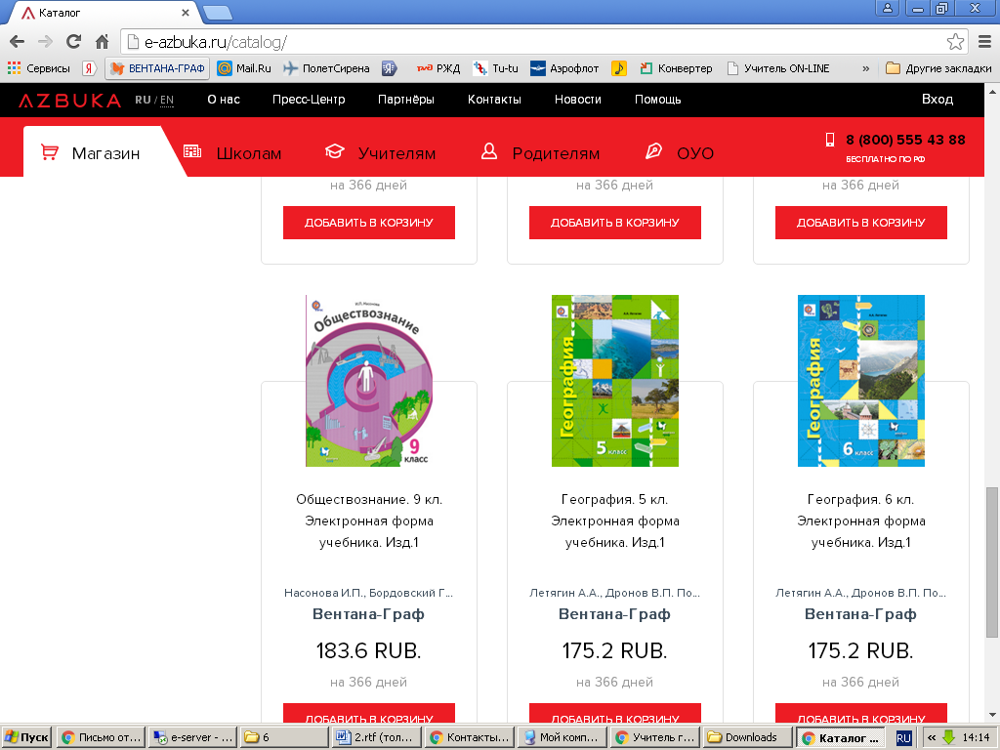 Каталог
e-azbuka.ru/catalog/
Сервисы ВЕНТАНА-ГРАФ Mail.Ru ПолетСирена РЖД Tu-tu Аэрофлот Конвертер Учитель ON-LINE » Другие закладки
AZBUKA RU / EN О нас Пресс-Центр Партнёры Контакты Новости Помощь Вход
Магазин Школам Учителям Родителям ОУО
8 (800) 555 43 88
БЕСПЛАТНО ПО РФ
на 366 дней на 366 дней на 366 дней
ДОБАВИТЬ В КОРЗИНУ ДОБАВИТЬ В КОРЗИНУ ДОБАВИТЬ В КОРЗИНУ
Обществознание
9
класс
География
5 класс
География
6 класс
Обществознание. 9 кл.
Электронная форма
учебника. Изд.1
Насонова И.П., Бордовский Г...
Вентана-Граф
183.6 RUB.
на 366 дней
ДОБАВИТЬ В КОРЗИНУ
География. 5 кл.
Электронная форма
учебника. Изд.1
Летягин А.А., Дронов В.П. По...
Вентана-Граф
175.2 RUB.
на 366 дней
ДОБАВИТЬ В КОРЗИНУ
География. 6 кл.
Электронная форма
учебника. Изд.1
Летягин А.А., Дронов В.П. По...
Вентана-Граф
175.2 RUB.
на 366 дней
ДОБАВИТЬ В КОРЗИНУ
Пуск Письмо от... e-server - ... 6 2.rtf (тол... Контакты... Мой комп... Учитель г... Downloads Каталог ... RU « 14:14